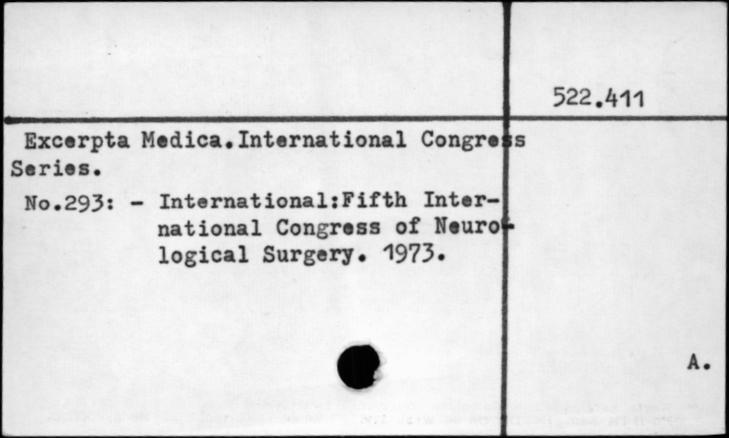 522.411
Excerpta Medica.International Congress
Series.
No.293: - International:Fifth Inter-
national Congress of Neuro-
logical Surgery. 1973.
A.